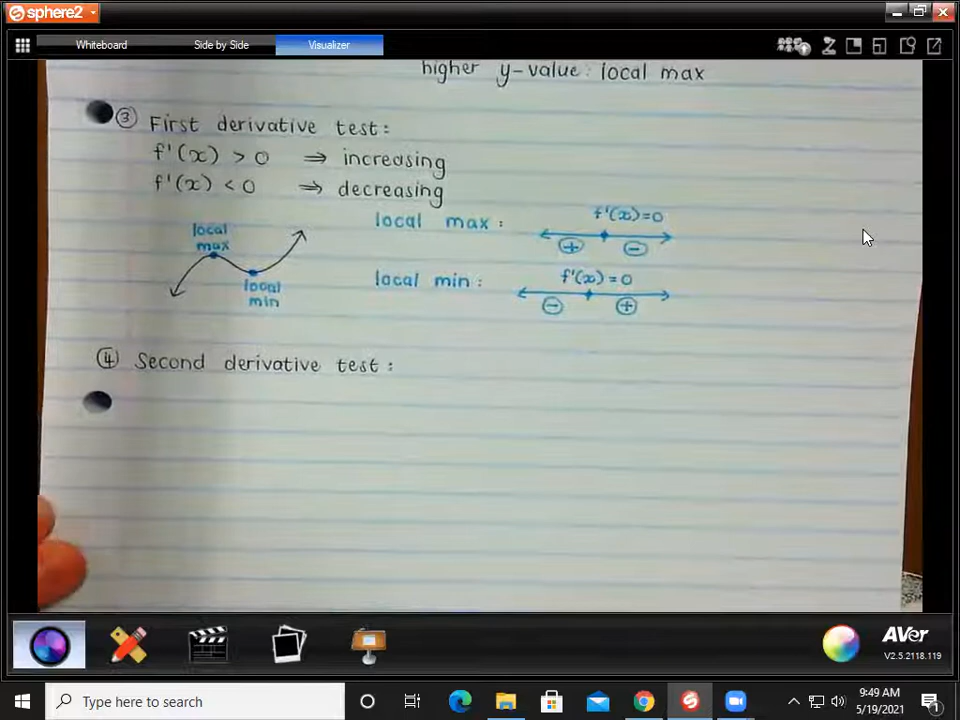 sphere2
Whiteboard
Side by Side
Visualizer
higher y-value: local max
③ First derivative test:
f'(x) > 0 ⇒ increasing
f'(x) < 0 ⇒ decreasing
local max
local min
local max: f'(x)=0
+ -
local min: f'(x)=0
- +
④ Second derivative test:
AVer
V2.5.2118.119
Type here to search
9:49 AM
5/19/2021
1